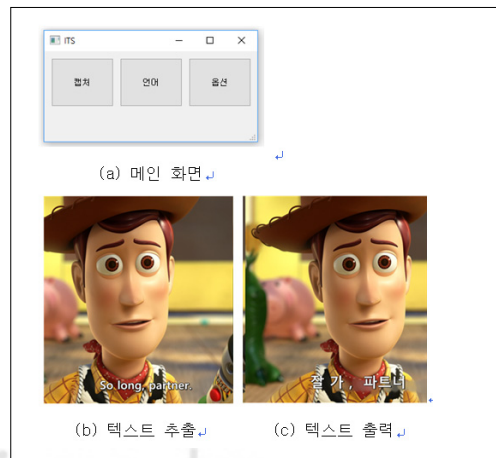 ITS
캡처 언어 옵션
(a) 메인 화면
So long, partner.
잘 가, 파트너
(b) 텍스트 추출 (c) 텍스트 출력